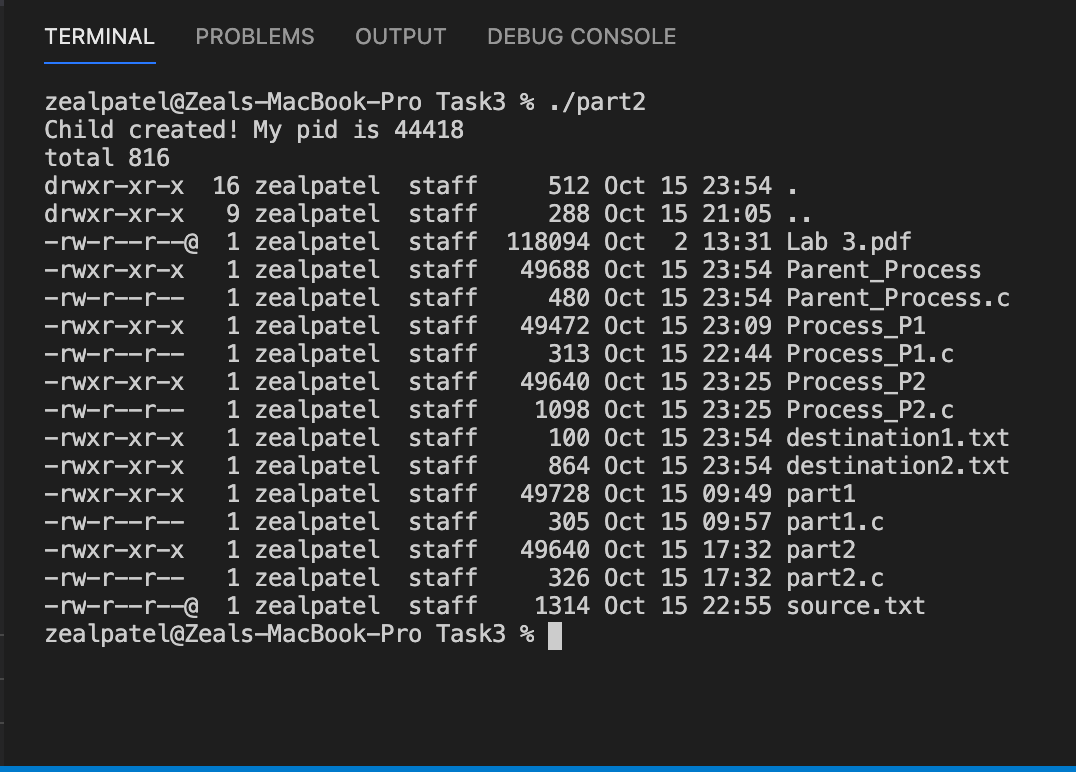 TERMINAL PROBLEMS OUTPUT DEBUG CONSOLE
zealpatel@Zeals-MacBook-Pro Task3 % ./part2
Child created! My pid is 44418
total 816
drwxr-xr-x  16 zealpatel  staff     512 Oct 15 23:54 .
drwxr-xr-x   9 zealpatel  staff     288 Oct 15 21:05 ..
-rw-r--r--@  1 zealpatel  staff  118094 Oct  2 13:31 Lab 3.pdf
-rwxr-xr-x   1 zealpatel  staff   49688 Oct 15 23:54 Parent_Process
-rw-r--r--   1 zealpatel  staff     480 Oct 15 23:54 Parent_Process.c
-rwxr-xr-x   1 zealpatel  staff   49472 Oct 15 23:09 Process_P1
-rw-r--r--   1 zealpatel  staff     313 Oct 15 22:44 Process_P1.c
-rwxr-xr-x   1 zealpatel  staff   49640 Oct 15 23:25 Process_P2
-rw-r--r--   1 zealpatel  staff    1098 Oct 15 23:25 Process_P2.c
-rwxr-xr-x   1 zealpatel  staff     100 Oct 15 23:54 destination1.txt
-rwxr-xr-x   1 zealpatel  staff     864 Oct 15 23:54 destination2.txt
-rwxr-xr-x   1 zealpatel  staff   49728 Oct 15 09:49 part1
-rw-r--r--   1 zealpatel  staff     305 Oct 15 09:57 part1.c
-rwxr-xr-x   1 zealpatel  staff   49640 Oct 15 17:32 part2
-rw-r--r--   1 zealpatel  staff     326 Oct 15 17:32 part2.c
-rw-r--r--@  1 zealpatel  staff    1314 Oct 15 22:55 source.txt
zealpatel@Zeals-MacBook-Pro Task3 %